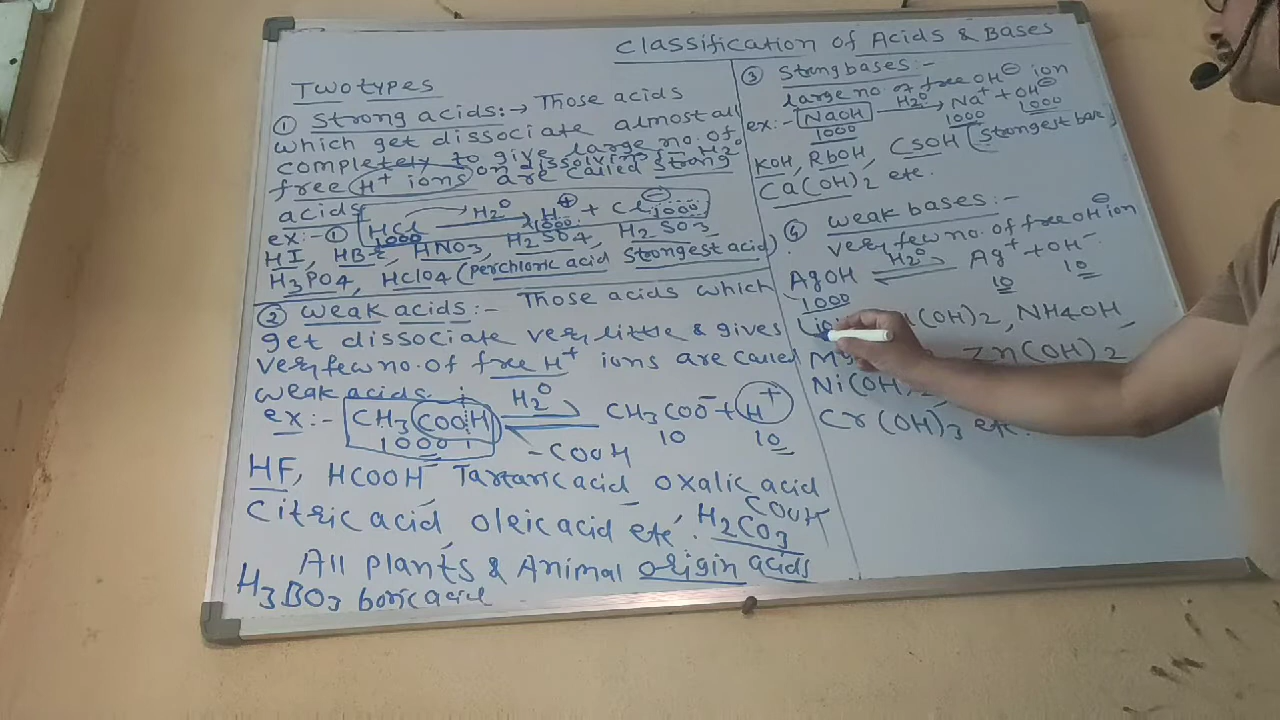 Classification of Acids & Bases
Two types
① Strong acids :→ Those acids
which get dissociate almost all
completely to give large no. of
free H+ ions on dissolving H2O
are called strong
acids
ex :- ① HCl → H2O → H⊕ + Cl⊖
1000 1000 1000
HI, HBr, HNO3, H2SO4, H2SO3,
H3PO4, HClO4 (perchloric acid strongest acid).
② weak acids :- Those acids which
get dissociate very little & gives
very few no. of free H+ ions are called
weak acids
ex :- CH3COOH H2O ⇌ CH3COO- + H+
1000 10 10
-COOH
HF, HCOOH Tartaric acid oxalic acid
COOH
Citric acid, oleic acid etc. H2CO3
All plants & Animal origin acids
H3BO3 boric acid
③ Strong bases :-
large no. of free OH⊖ ion
ex :- NaOH H2O → Na+ + OH⊖
1000 1000 1000
KOH, RbOH, CsOH (strongest base)
Ca(OH)2 etc.
④ weak bases :-
very few no. of free OH⊖ ion
AgOH H2O ⇌ Ag+ + OH-
1000 10 10
(OH)2, NH4OH
Zn(OH)2
Ni(OH)2
Cr(OH)3 etc.